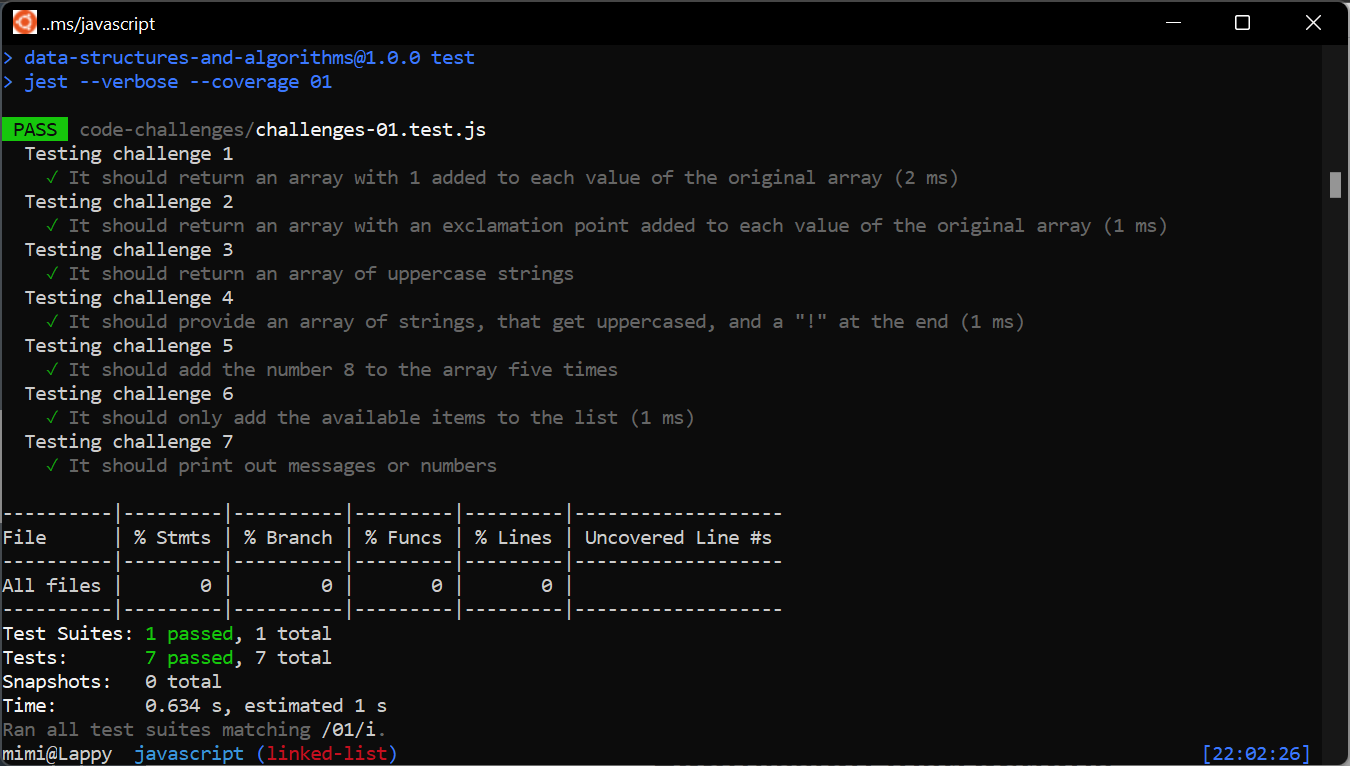 ..ms/javascript
> data-structures-and-algorithms@1.0.0 test
> jest --verbose --coverage 01
PASS code-challenges/challenges-01.test.js
Testing challenge 1
✓ It should return an array with 1 added to each value of the original array (2 ms)
Testing challenge 2
✓ It should return an array with an exclamation point added to each value of the original array (1 ms)
Testing challenge 3
✓ It should return an array of uppercase strings
Testing challenge 4
✓ It should provide an array of strings, that get uppercased, and a "!" at the end (1 ms)
Testing challenge 5
✓ It should add the number 8 to the array five times
Testing challenge 6
✓ It should only add the available items to the list (1 ms)
Testing challenge 7
✓ It should print out messages or numbers
----------|---------|----------|---------|---------|-------------------
File      | % Stmts | % Branch | % Funcs | % Lines | Uncovered Line #s
----------|---------|----------|---------|---------|-------------------
All files |       0 |        0 |       0 |       0 |
----------|---------|----------|---------|---------|-------------------
Test Suites: 1 passed, 1 total
Tests:       7 passed, 7 total
Snapshots:   0 total
Time:        0.634 s, estimated 1 s
Ran all test suites matching /01/i.
mimi@Lappy javascript (linked-list) [22:02:26]